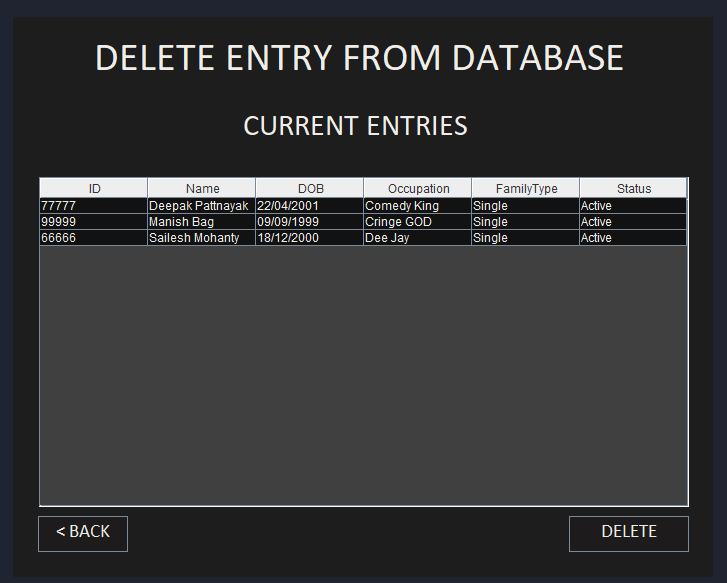 DELETE ENTRY FROM DATABASE
CURRENT ENTRIES
ID Name DOB Occupation FamilyType Status
77777 Deepak Pattnayak 22/04/2001 Comedy King Single Active
99999 Manish Bag 09/09/1999 Cringe GOD Single Active
66666 Sailesh Mohanty 18/12/2000 Dee Jay Single Active
< BACK DELETE